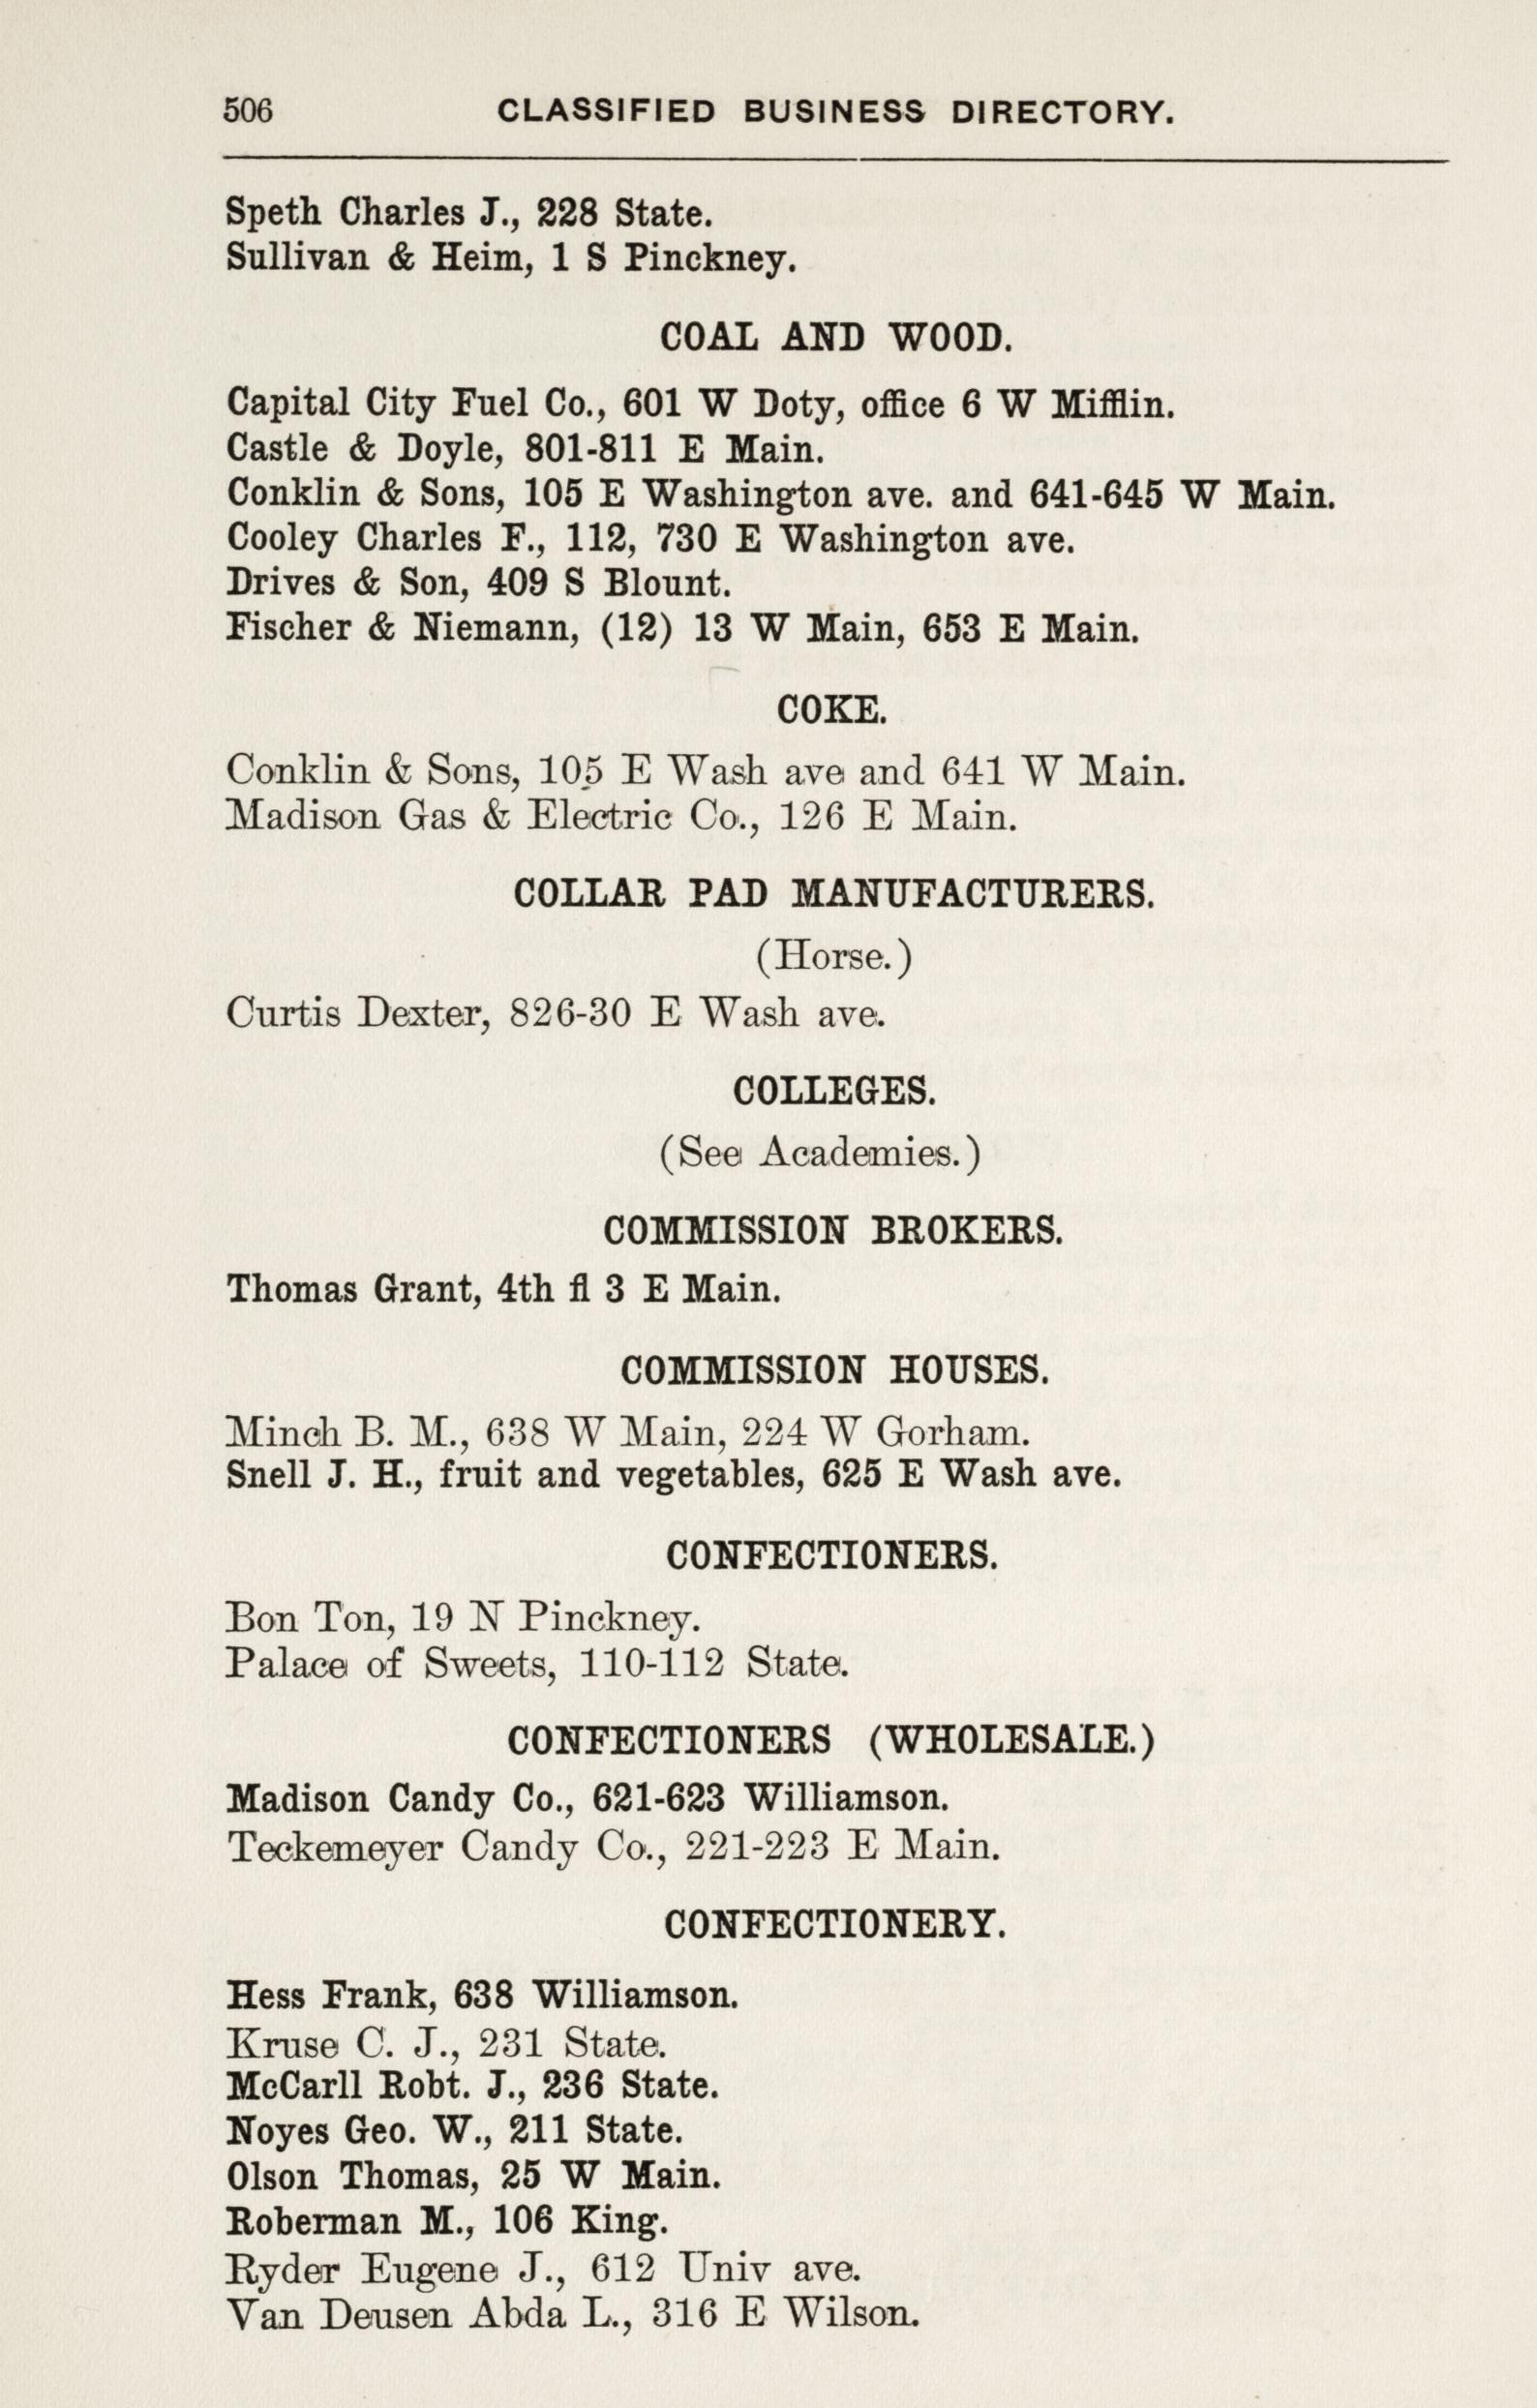 506 CLASSIFIED BUSINESS DIRECTORY.
Speth Charles J., 228 State.
Sullivan & Heim, 1 S Pinckney.
COAL AND WOOD.
Capital City Fuel Co., 601 W Doty, office 6 W Mifflin.
Castle & Doyle, 801-811 E Main.
Conklin & Sons, 105 E Washington ave. and 641-645 W Main.
Cooley Charles F., 112, 730 E Washington ave.
Drives & Son, 409 S Blount.
Fischer & Niemann, (12) 13 W Main, 653 E Main.
COKE.
Conklin & Sons, 105 E Wash ave and 641 W Main.
Madison Gas & Electric Co., 126 E Main.
COLLAR PAD MANUFACTURERS.
(Horse.)
Curtis Dexter, 826-30 E Wash ave.
COLLEGES.
(See Academies.)
COMMISSION BROKERS.
Thomas Grant, 4th fl 3 E Main.
COMMISSION HOUSES.
Minch B. M., 638 W Main, 224 W Gorham.
Snell J. H., fruit and vegetables, 625 E Wash ave.
CONFECTIONERS.
Bon Ton, 19 N Pinckney.
Palace of Sweets, 110-112 State.
CONFECTIONERS (WHOLESALE.)
Madison Candy Co., 621-623 Williamson.
Teckemeyer Candy Co., 221-223 E Main.
CONFECTIONERY.
Hess Frank, 638 Williamson.
Kruse C. J., 231 State.
McCarll Robt. J., 236 State.
Noyes Geo. W., 211 State.
Olson Thomas, 25 W Main.
Roberman M., 106 King.
Ryder Eugene J., 612 Univ ave.
Van Deusen Abda L., 316 E Wilson.